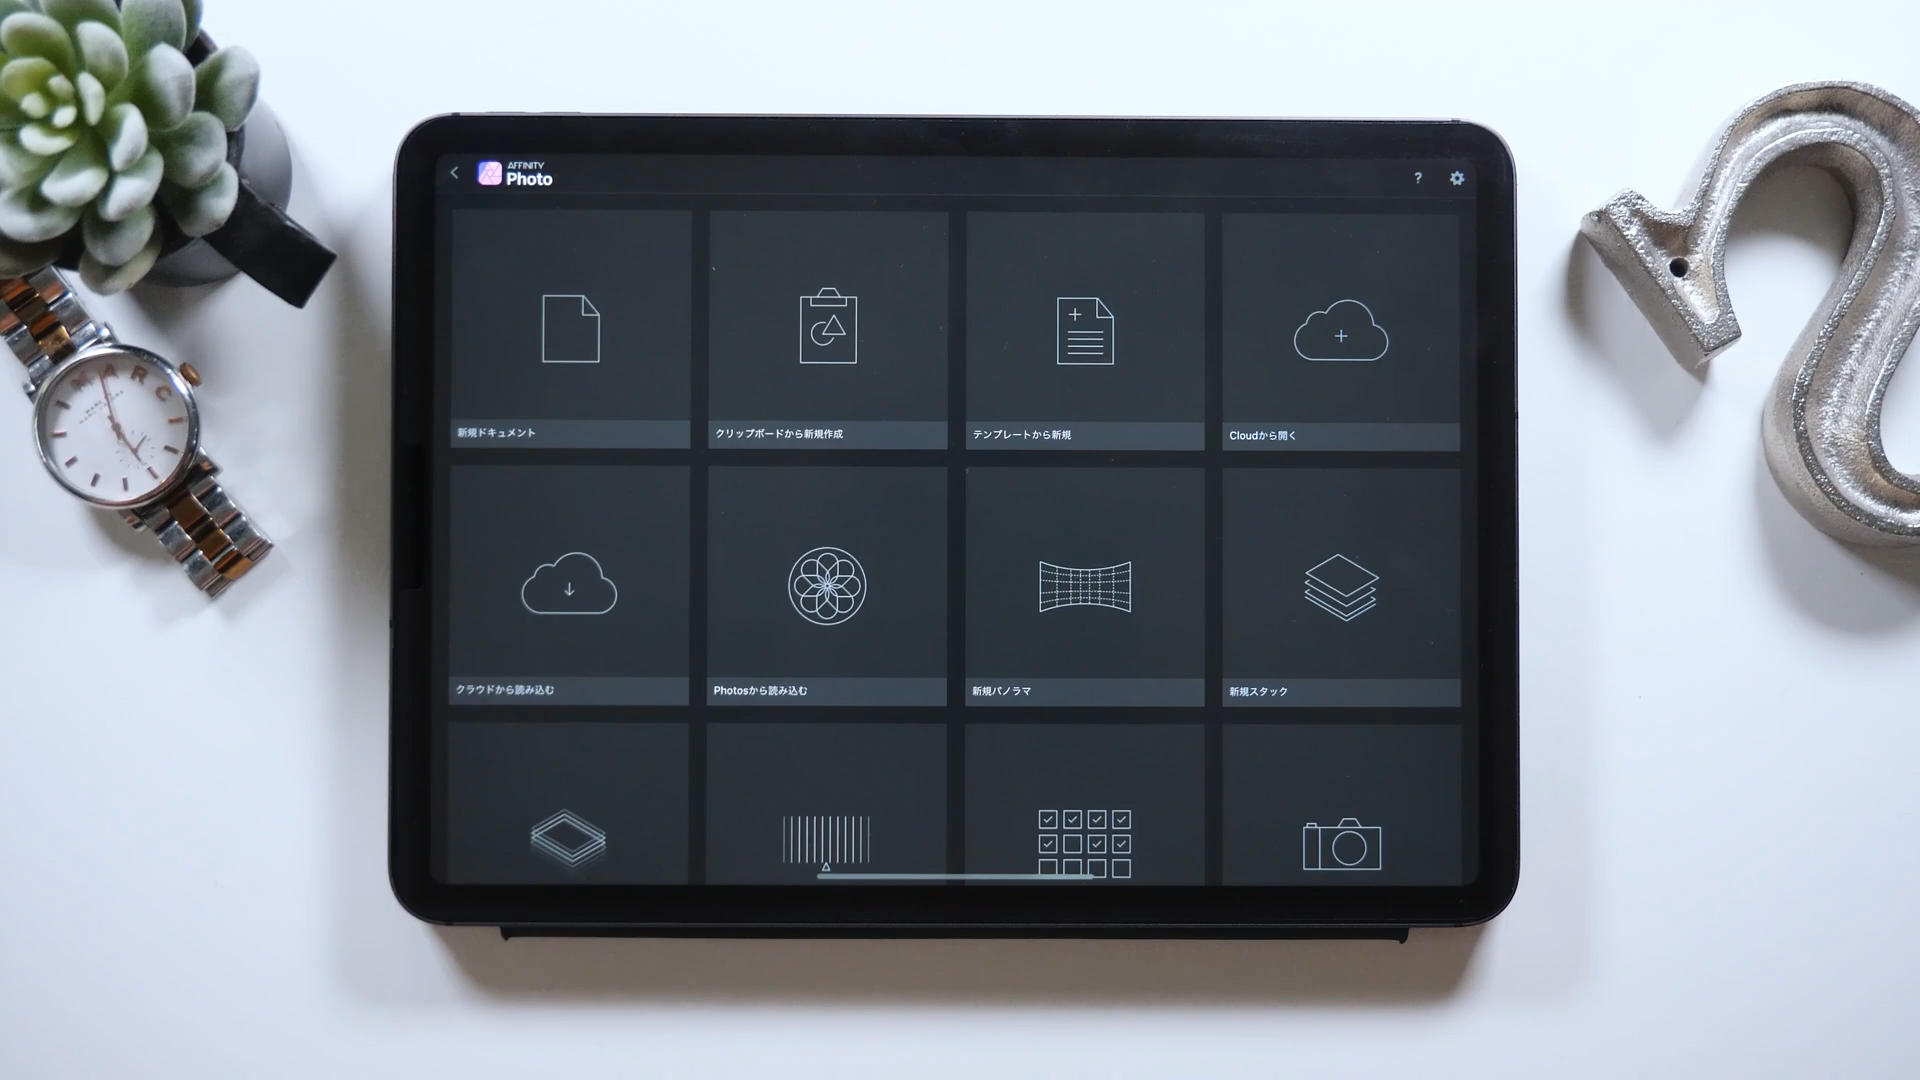 AFFINITY
Photo
?
新規ドキュメント
クリップボードから新規作成
テンプレートから新規
Cloudから開く
クラウドから読み込む
Photosから読み込む
新規パノラマ
新規スタック
MARC
MARC JACOBS
S